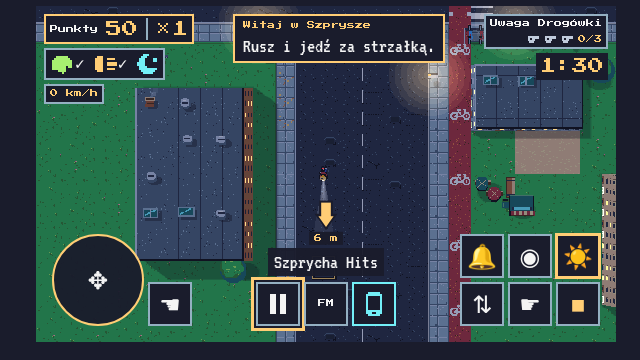 Punkty 50 ×1
Witaj w Szprysze
Rusz i jedź za strzałką.
Uwaga Drogówki
0/3
1:30
0 km/h
6 m
Szprycha Hits
FM